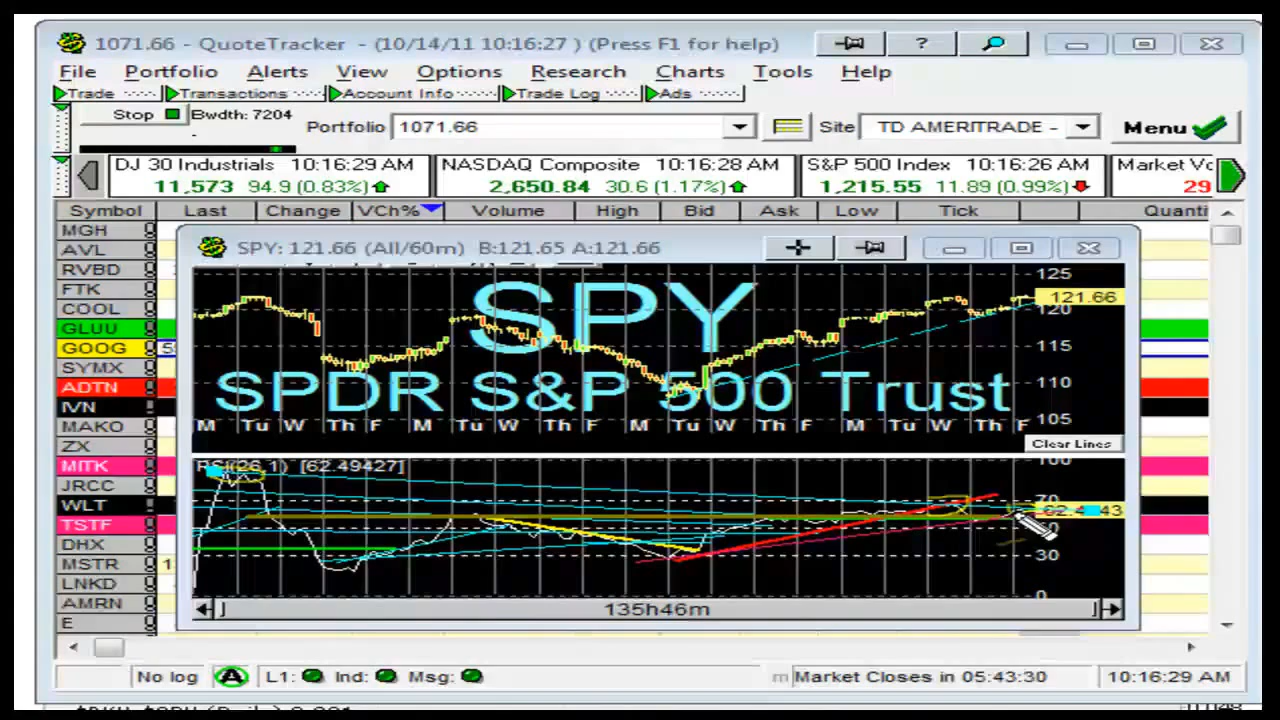 1071.66 - QuoteTracker - (10/14/11 10:16:27 ) (Press F1 for help) ?
File Portfolio Alerts View Options Research Charts Tools Help
Trade Transactions Account Info Trade Log Ads
Stop Bwdth: 7204 Portfolio 1071.66 Site TD AMERITRADE - Menu
DJ 30 Industrials 10:16:29 AM NASDAQ Composite 10:16:28 AM S&P 500 Index 10:16:26 AM Market Vo
11,573 94.9 (0.83%) 2,650.84 30.6 (1.17%) 1,215.55 11.89 (0.99%) 29
Symbol Last Change VCh% Volume High Bid Ask Low Tick Quanti
MGH
AVL
RVBD
FTK
COOL
GLUU
GOOG
SYMX
ADTN
IVN
MAKO
ZX
MITK
JRCC
WLT
TSTF
DHX
MSTR
LNKD
AMRN
E
SPY: 121.66 (All/60m) B:121.65 A:121.66
SPY
SPDR S&P 500 Trust
125
121.66
120
115
110
105
M Tu W Th F M Tu W Th F M Tu W Th F M Tu W Th F
Clear Lines
RSI(26,1) [62.49427]
100
70
30
0
135h46m
No log A L1: Ind: Msg: Market Closes in 05:43:30 10:16:29 AM